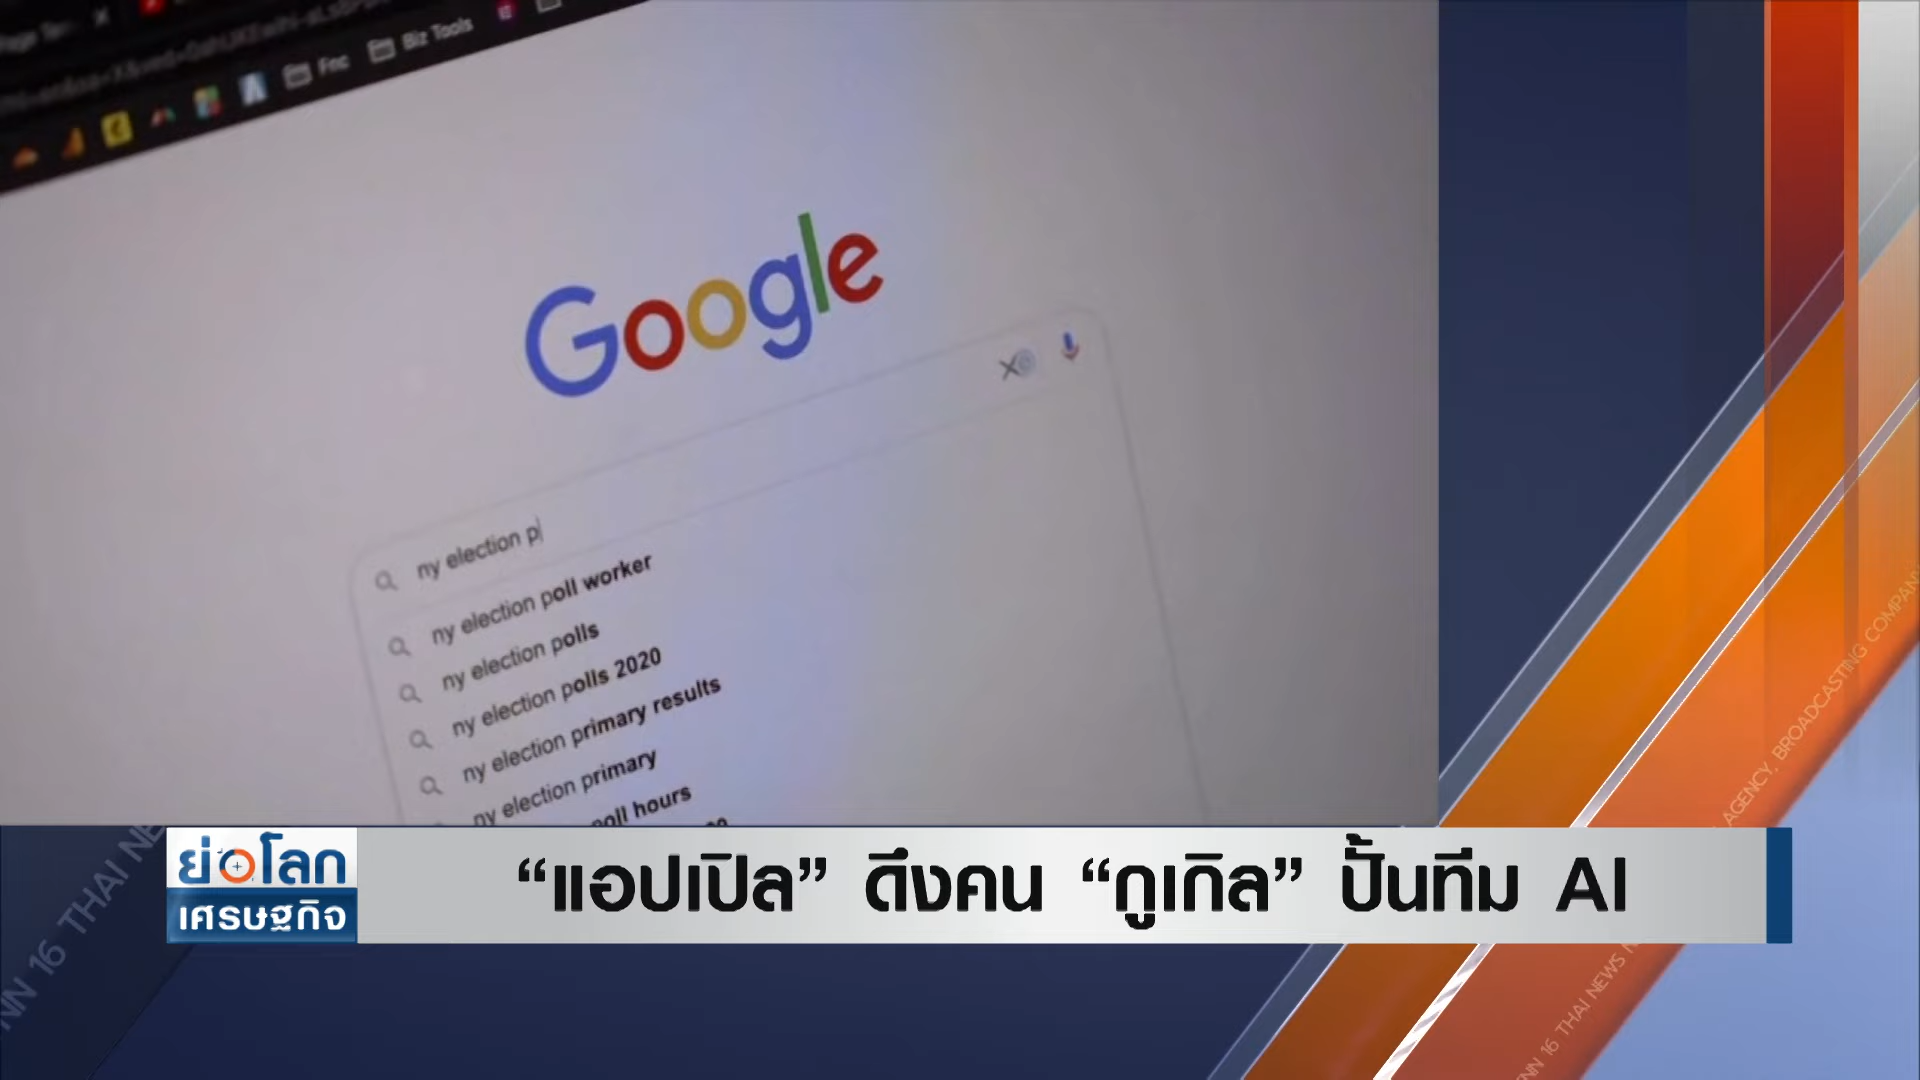 Fnc
Biz Tools
Google
ny election p
ny election poll worker
ny election polls
ny election polls 2020
ny election primary results
ny election primary
poll hours
ย่อโลก
เศรษฐกิจ
“แอปเปิล” ดึงคน “กูเกิล” ปั้นทีม AI
AGENCY, BROADCASTING COMPANY
16 THAI NE
16 THAI NEWS